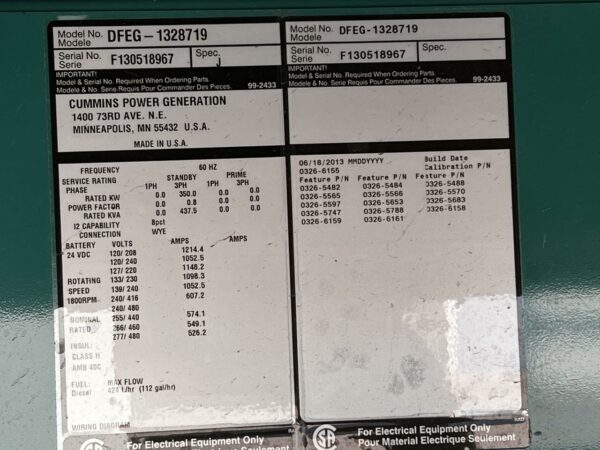 Model No. DFEG-1328719
Modele
Serial No. F130518967 Spec. J
Serie
IMPORTANT!
Model & Serial No. Required When Ordering Parts.
Modele & No. Serie Requis Pour Commander Des Pieces. 99-2433
CUMMINS POWER GENERATION
1400 73RD AVE. N.E.
MINNEAPOLIS, MN 55432 U.S.A.
MADE IN U.S.A.
FREQUENCY 60 HZ
SERVICE RATING STANDBY PRIME
PHASE 1PH 3PH 1PH 3PH
RATED KW 0.0 350.0 0.0 0.0
POWER FACTOR 0.0 0.8 0.0 0.0
RATED KVA 0.0 437.5 0.0 0.0
I2 CAPABILITY 8pct
CONNECTION WYE
BATTERY VOLTS AMPS AMPS
24 VDC 120/ 208 1214.4
120/ 240 1052.5
127/ 220 1148.2
ROTATING 133/ 230 1098.3
SPEED 139/ 240 1052.5
1800RPM 240/ 416 607.2
240/ 480
NOMINAL 255/ 440 574.1
RATED 266/ 460 549.1
277/ 480 526.2
INSUL:
CLASS H
AMB 40C
FUEL: MAX FLOW
Diesel 424 l/hr (112 gal/hr)
WIRING DIAGRAM
For Electrical Equipment Only
Model No. DFEG-1328719
Modele
Serial No. F130518967 Spec.
Serie
IMPORTANT!
Model & Serial No. Required When Ordering Parts.
Modele & No. Serie Requis Pour Commander Des Pieces. 99-2433
06/18/2013 MMDDYYYY Build Date
0326-6155 Calibration P/N
Feature P/N Feature P/N Feature P/N
0326-5482 0326-5484 0326-5488
0326-5565 0326-5566 0326-5570
0326-5597 0326-5653 0326-5683
0326-5747 0326-5788 0326-6158
0326-6159 0326-6161
For Electrical Equipment Only
Pour Material Electrique Seulement